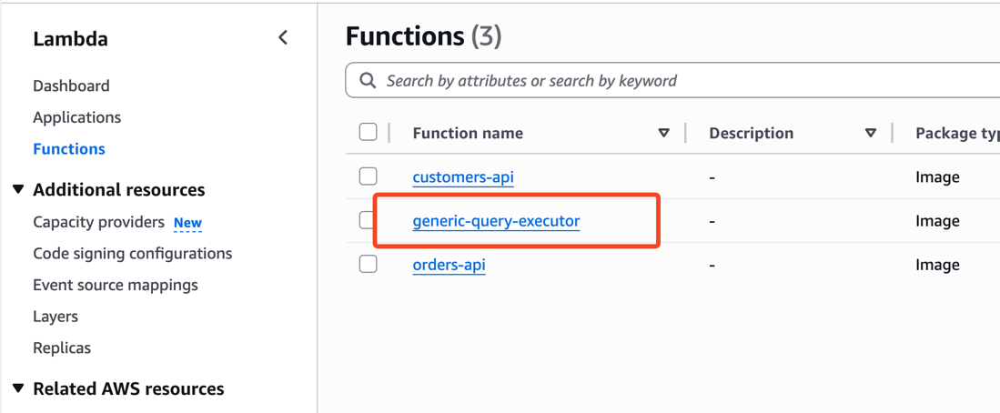 Lambda
Dashboard
Applications
Functions
Additional resources
Capacity providers New
Code signing configurations
Event source mappings
Layers
Replicas
Related AWS resources
Functions (3)
Search by attributes or search by keyword
Function name Description Package typ
customers-api - Image
generic-query-executor - Image
orders-api - Image